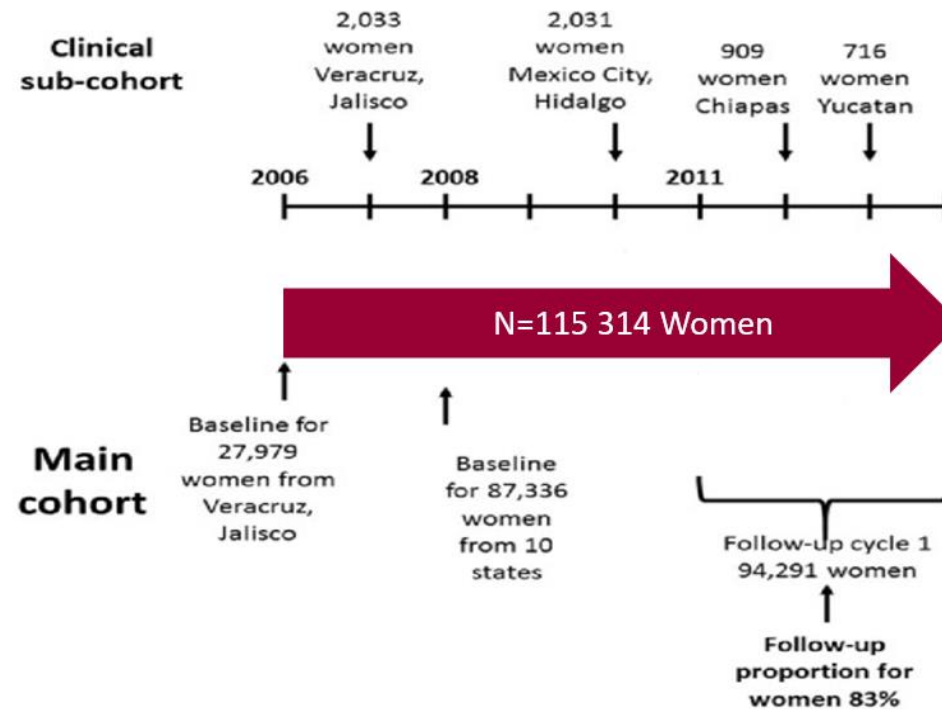 Clinical
sub-cohort
2,033
women
Veracruz,
Jalisco
2,031
women
Mexico City,
Hidalgo
909
women
Chiapas
716
women
Yucatan
2006
2008
2011
N=115 314 Women
Main
cohort
Baseline for
27,979
women from
Veracruz,
Jalisco
Baseline
for 87,336
women
from 10
states
Follow-up cycle 1
94,291 women
Follow-up
proportion for
women 83%